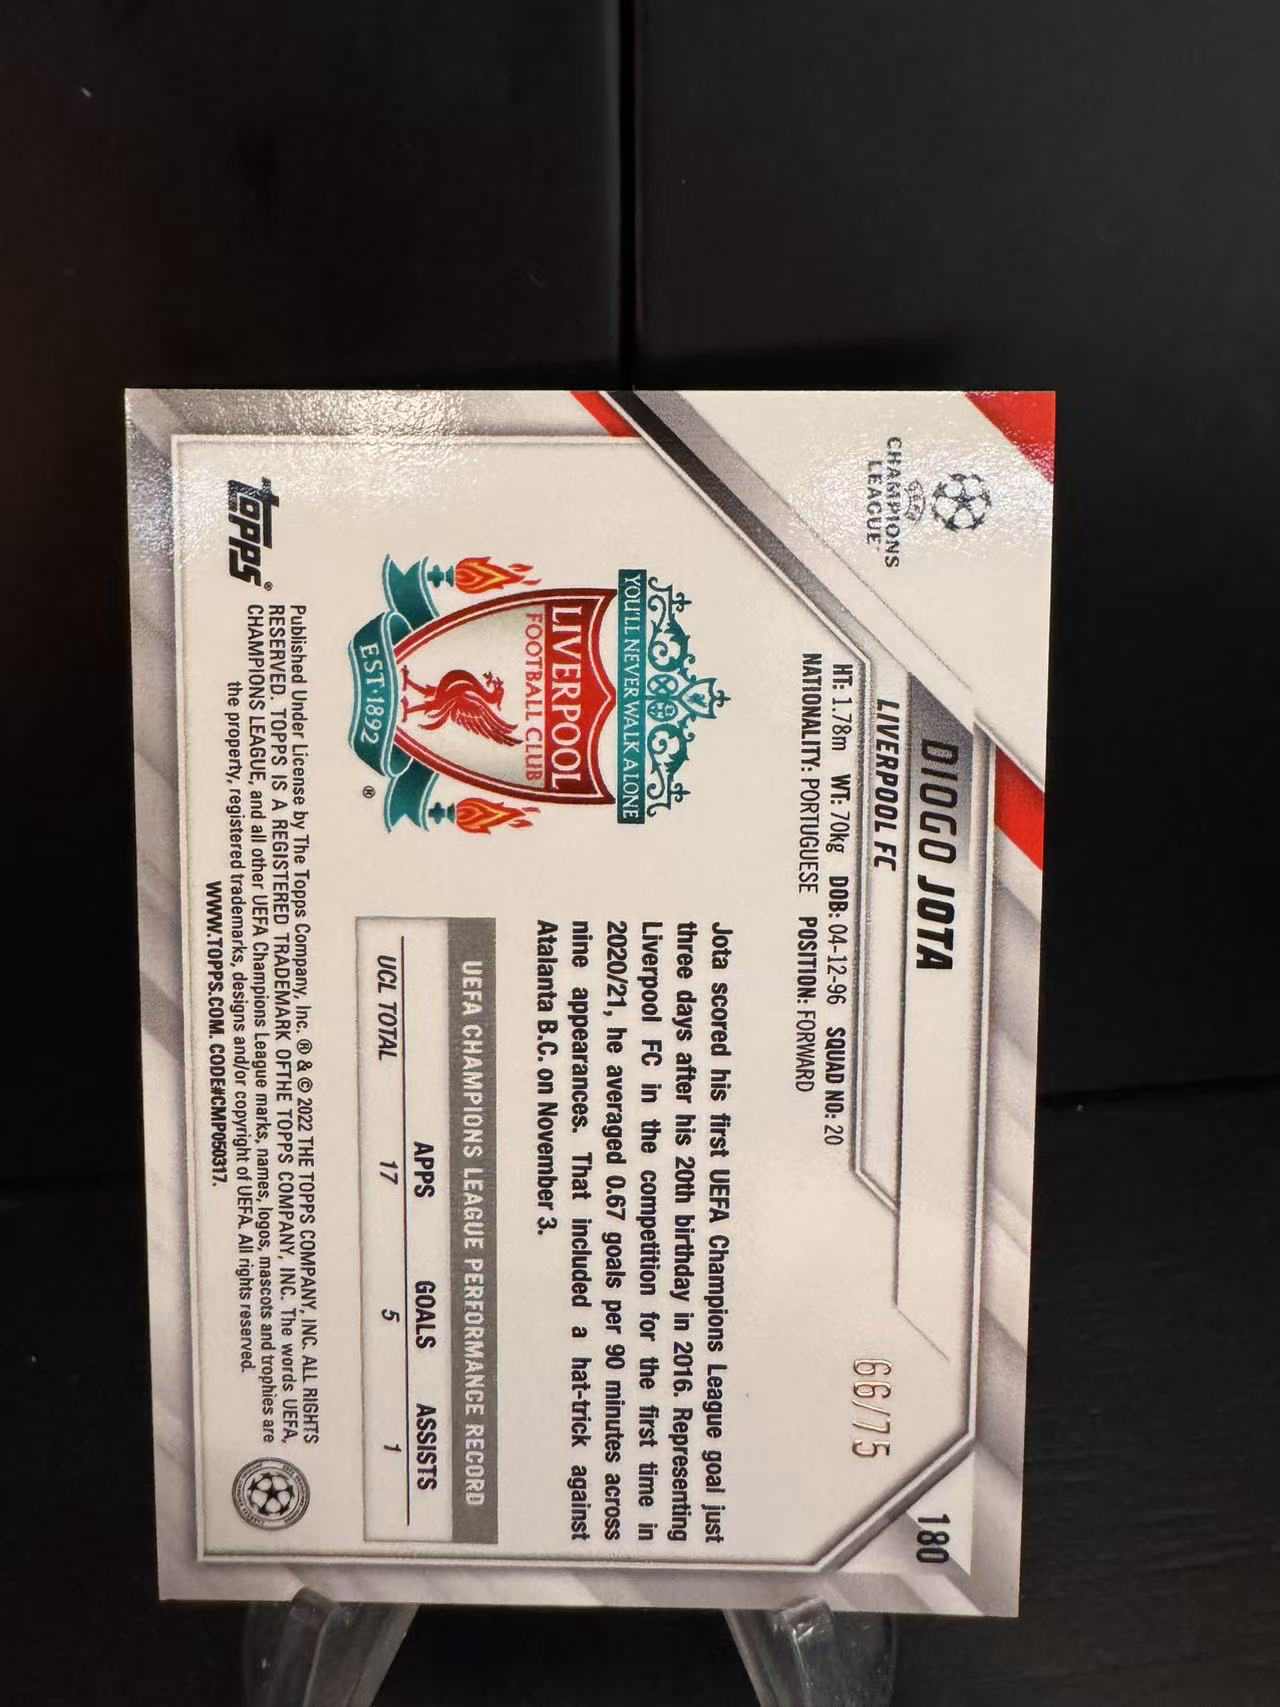 CHAMPIONS
LEAGUE
DIOGO JOTA
180
LIVERPOOL FC
66/75
HT: 1.78m WT: 70kg DOB: 04-12-96 SQUAD NO: 20
NATIONALITY: PORTUGUESE POSITION: FORWARD
YOU'LL NEVER WALK ALONE
LIVERPOOL
FOOTBALL CLUB
EST·1892
®
Jota scored his first UEFA Champions League goal just
three days after his 20th birthday in 2016. Representing
Liverpool FC in the competition for the first time in
2020/21, he averaged 0.67 goals per 90 minutes across
nine appearances. That included a hat-trick against
Atalanta B.C. on November 3.
UEFA CHAMPIONS LEAGUE PERFORMANCE RECORD
APPS GOALS ASSISTS
UCL TOTAL 17 5 1
topps®
Published Under License by The Topps Company, Inc. ® & © 2022 THE TOPPS COMPANY, INC. ALL RIGHTS
RESERVED. TOPPS IS A REGISTERED TRADEMARK OFTHE TOPPS COMPANY, INC. The words UEFA,
CHAMPIONS LEAGUE, and all other UEFA Champions League marks, names, logos, mascots and trophies are
the property, registered trademarks, designs and/or copyright of UEFA. All rights reserved.
WWW.TOPPS.COM. CODE#CMP050317.